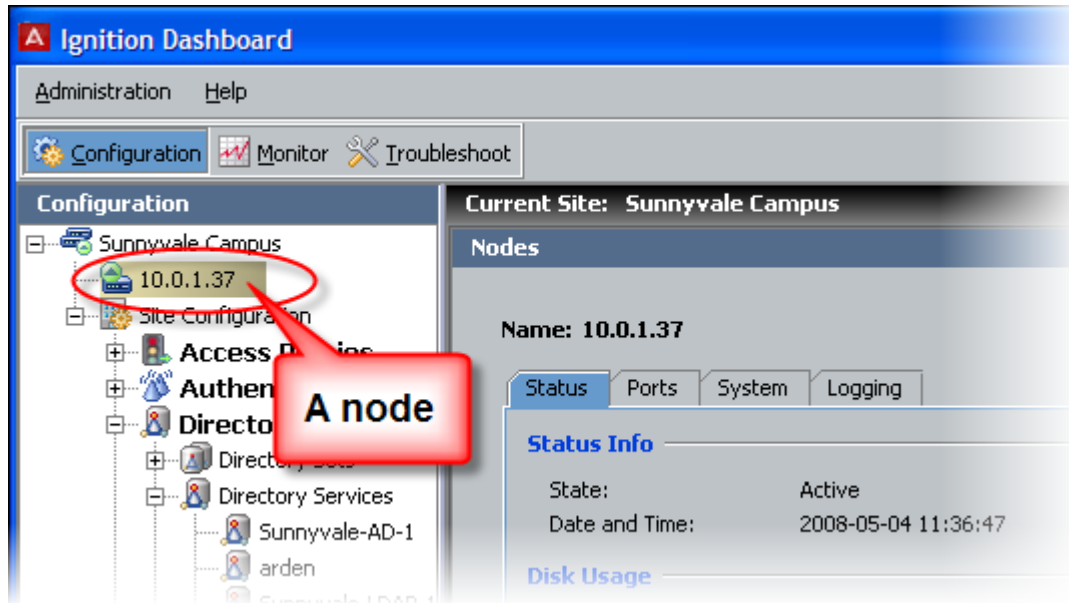 Ignition Dashboard
Administration Help
Configuration Monitor Troubleshoot
Configuration
Current Site: Sunnyvale Campus
Sunnyvale Campus
Nodes
10.0.1.37
Site Configuration
Name: 10.0.1.37
Access
A node
Status Ports System Logging
Status Info
Directory Services
State: Active
Sunnyvale-AD-1
Date and Time: 2008-05-04 11:36:47
arden
Disk Usage